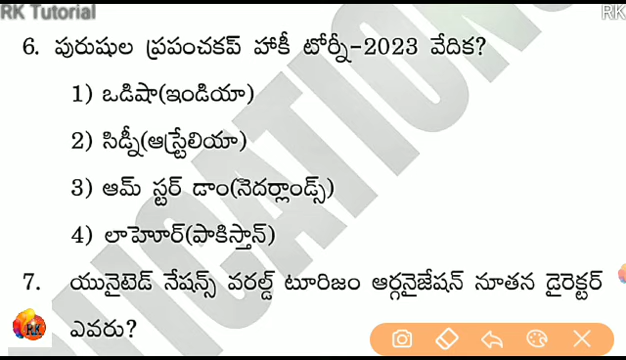 RK Tutorial
RK
6. పురుషుల ప్రపంచకప్ హాకీ టోర్నీ-2023 వేదిక?
1) ఒడిషా(ఇండియా)
2) సిడ్నీ(ఆస్ట్రేలియా)
3) ఆమ్ స్టర్ డాం(నెదర్లాండ్స్)
4) లాహెూర్(పాకిస్తాన్)
7. యునైటెడ్ నేషన్స్ వరల్డ్ టూరిజం ఆర్గనైజేషన్ నూతన డైరెక్టర్
RK ఎవరు?